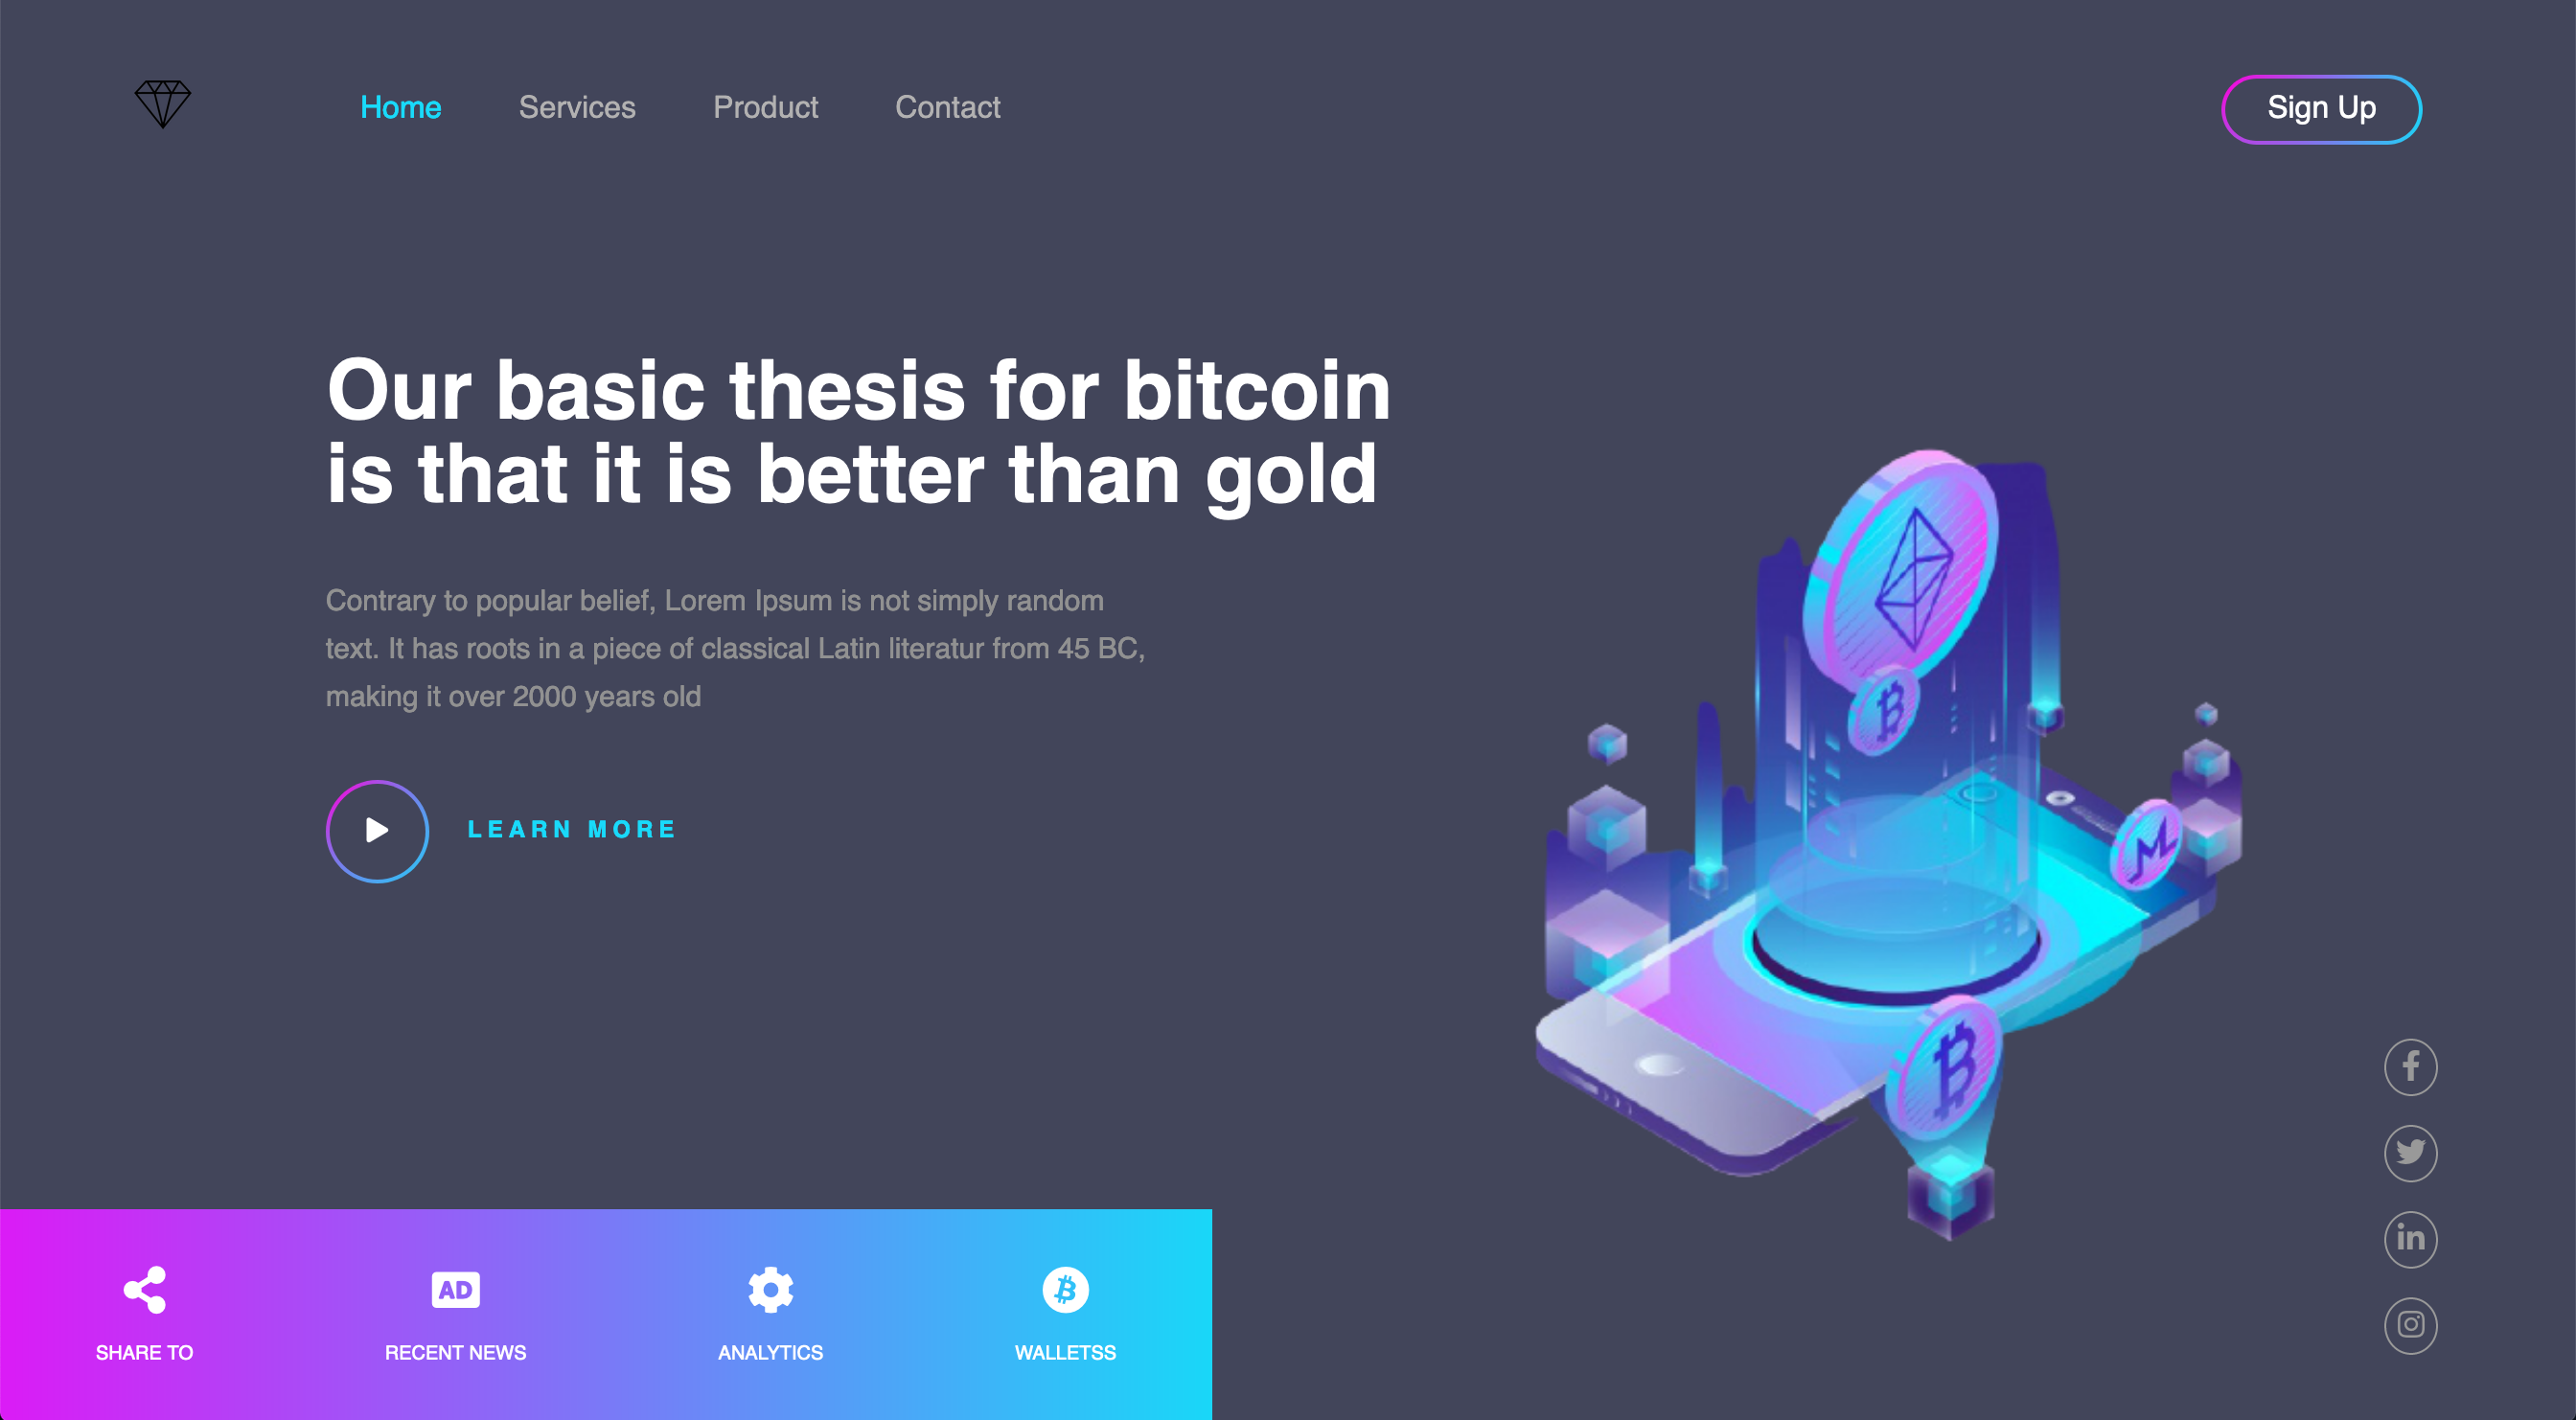 Home Services Product Contact Sign Up
Our basic thesis for bitcoin
is that it is better than gold
Contrary to popular belief, Lorem Ipsum is not simply random
text. It has roots in a piece of classical Latin literatur from 45 BC,
making it over 2000 years old
LEARN MORE
AD
SHARE TO RECENT NEWS ANALYTICS WALLETSS